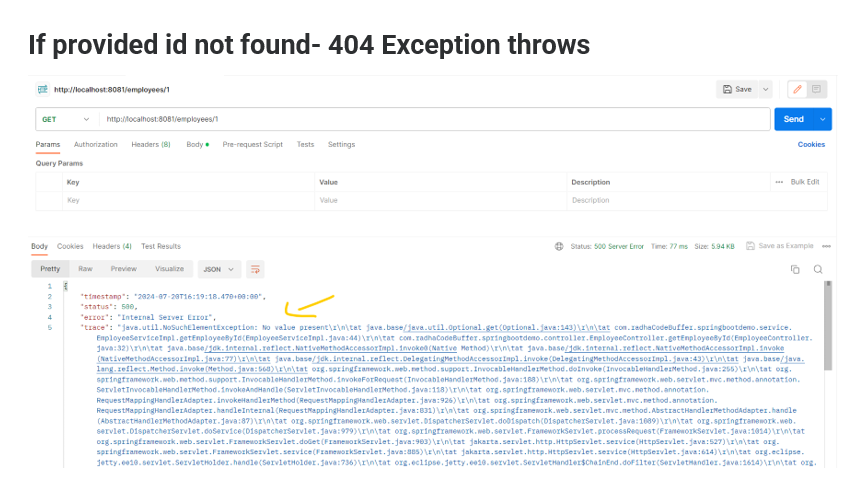 If provided id not found- 404 Exception throws
http://localhost:8081/employees/1
Save
GET
http://localhost:8081/employees/1
Send
Params Authorization Headers (8) Body Pre-request Script Tests Settings Cookies
Query Params
Key Value Description Bulk Edit
Key Value Description
Body Cookies Headers (4) Test Results Status: 500 Server Error Time: 77 ms Size: 5.94 KB Save as Example
Pretty Raw Preview Visualize JSON
1 {
2 "timestamp": "2024-07-20T16:19:18.470+00:00",
3 "status": 500,
4 "error": "Internal Server Error",
5 "trace": "java.util.NoSuchElementException: No value present\r\n\tat java.base/java.util.Optional.get(Optional.java:143)\r\n\tat com.radhaCodeBuffer.springbootdemo.service.
EmployeeServiceImpl.getEmployeeById(EmployeeServiceImpl.java:44)\r\n\tat com.radhaCodeBuffer.springbootdemo.controller.EmployeeController.getEmployeeById(EmployeeController.
java:32)\r\n\tat java.base/jdk.internal.reflect.NativeMethodAccessorImpl.invoke0(Native Method)\r\n\tat java.base/jdk.internal.reflect.NativeMethodAccessorImpl.invoke
(NativeMethodAccessorImpl.java:77)\r\n\tat java.base/jdk.internal.reflect.DelegatingMethodAccessorImpl.invoke(DelegatingMethodAccessorImpl.java:43)\r\n\tat java.base/java.
lang.reflect.Method.invoke(Method.java:568)\r\n\tat org.springframework.web.method.support.InvocableHandlerMethod.doInvoke(InvocableHandlerMethod.java:255)\r\n\tat org.
springframework.web.method.support.InvocableHandlerMethod.invokeForRequest(InvocableHandlerMethod.java:188)\r\n\tat org.springframework.web.servlet.mvc.method.annotation.
ServletInvocableHandlerMethod.invokeAndHandle(ServletInvocableHandlerMethod.java:118)\r\n\tat org.springframework.web.servlet.mvc.method.annotation.
RequestMappingHandlerAdapter.invokeHandlerMethod(RequestMappingHandlerAdapter.java:926)\r\n\tat org.springframework.web.servlet.mvc.method.annotation.
RequestMappingHandlerAdapter.handleInternal(RequestMappingHandlerAdapter.java:831)\r\n\tat org.springframework.web.servlet.mvc.method.AbstractHandlerMethodAdapter.handle
(AbstractHandlerMethodAdapter.java:87)\r\n\tat org.springframework.web.servlet.DispatcherServlet.doDispatch(DispatcherServlet.java:1089)\r\n\tat org.springframework.web.
servlet.DispatcherServlet.doService(DispatcherServlet.java:979)\r\n\tat org.springframework.web.servlet.FrameworkServlet.processRequest(FrameworkServlet.java:1014)\r\n\tat
org.springframework.web.servlet.FrameworkServlet.doGet(FrameworkServlet.java:903)\r\n\tat jakarta.servlet.http.HttpServlet.service(HttpServlet.java:527)\r\n\tat org.
springframework.web.servlet.FrameworkServlet.service(FrameworkServlet.java:885)\r\n\tat jakarta.servlet.http.HttpServlet.service(HttpServlet.java:614)\r\n\tat org.eclipse.
jetty.ee10.servlet.ServletHolder.handle(ServletHolder.java:736)\r\n\tat org.eclipse.jetty.ee10.servlet.ServletHandler$ChainEnd.doFilter(ServletHandler.java:1614)\r\n\tat org.